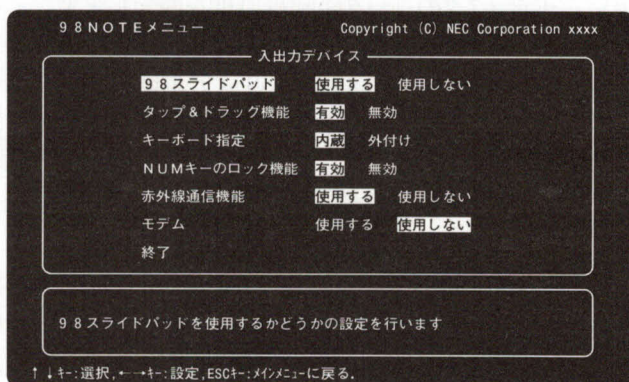 98NOTEメニュー Copyright (C) NEC Corporation xxxx
入出力デバイス
98スライドパッド 使用する 使用しない
タップ&ドラッグ機能 有効 無効
キーボード指定 内蔵 外付け
NUMキーのロック機能 有効 無効
赤外線通信機能 使用する 使用しない
モデム 使用する 使用しない
終了
98スライドパッドを使用するかどうかの設定を行います
↑↓キー:選択,←→キー:設定,ESCキー:メインメニューに戻る.